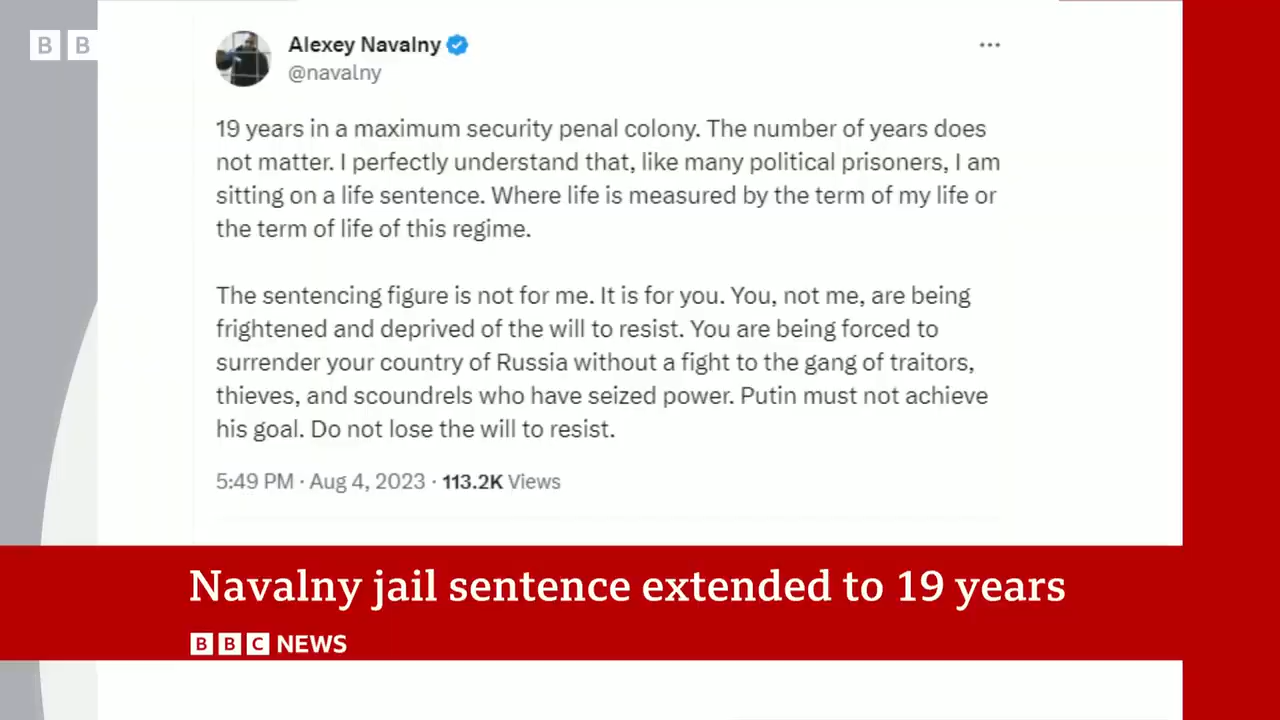 BB
Alexey Navalny
@navalny
19 years in a maximum security penal colony. The number of years does
not matter. I perfectly understand that, like many political prisoners, I am
sitting on a life sentence. Where life is measured by the term of my life or
the term of life of this regime.
The sentencing figure is not for me. It is for you. You, not me, are being
frightened and deprived of the will to resist. You are being forced to
surrender your country of Russia without a fight to the gang of traitors,
thieves, and scoundrels who have seized power. Putin must not achieve
his goal. Do not lose the will to resist.
5:49 PM · Aug 4, 2023 · 113.2K Views
Navalny jail sentence extended to 19 years
BBC NEWS